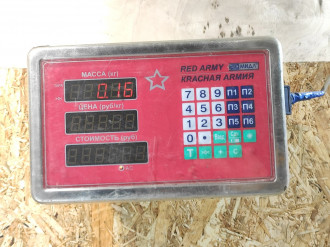 МАССА (кг)
0.16
ЦЕНА (руб/кг)
СТОИМОСТЬ (руб)
RED ARMY
КРАСНАЯ АРМИЯ
7 8 9 П1 П2
4 5 6 П3 П4
1 2 3 П5 П6
0
T